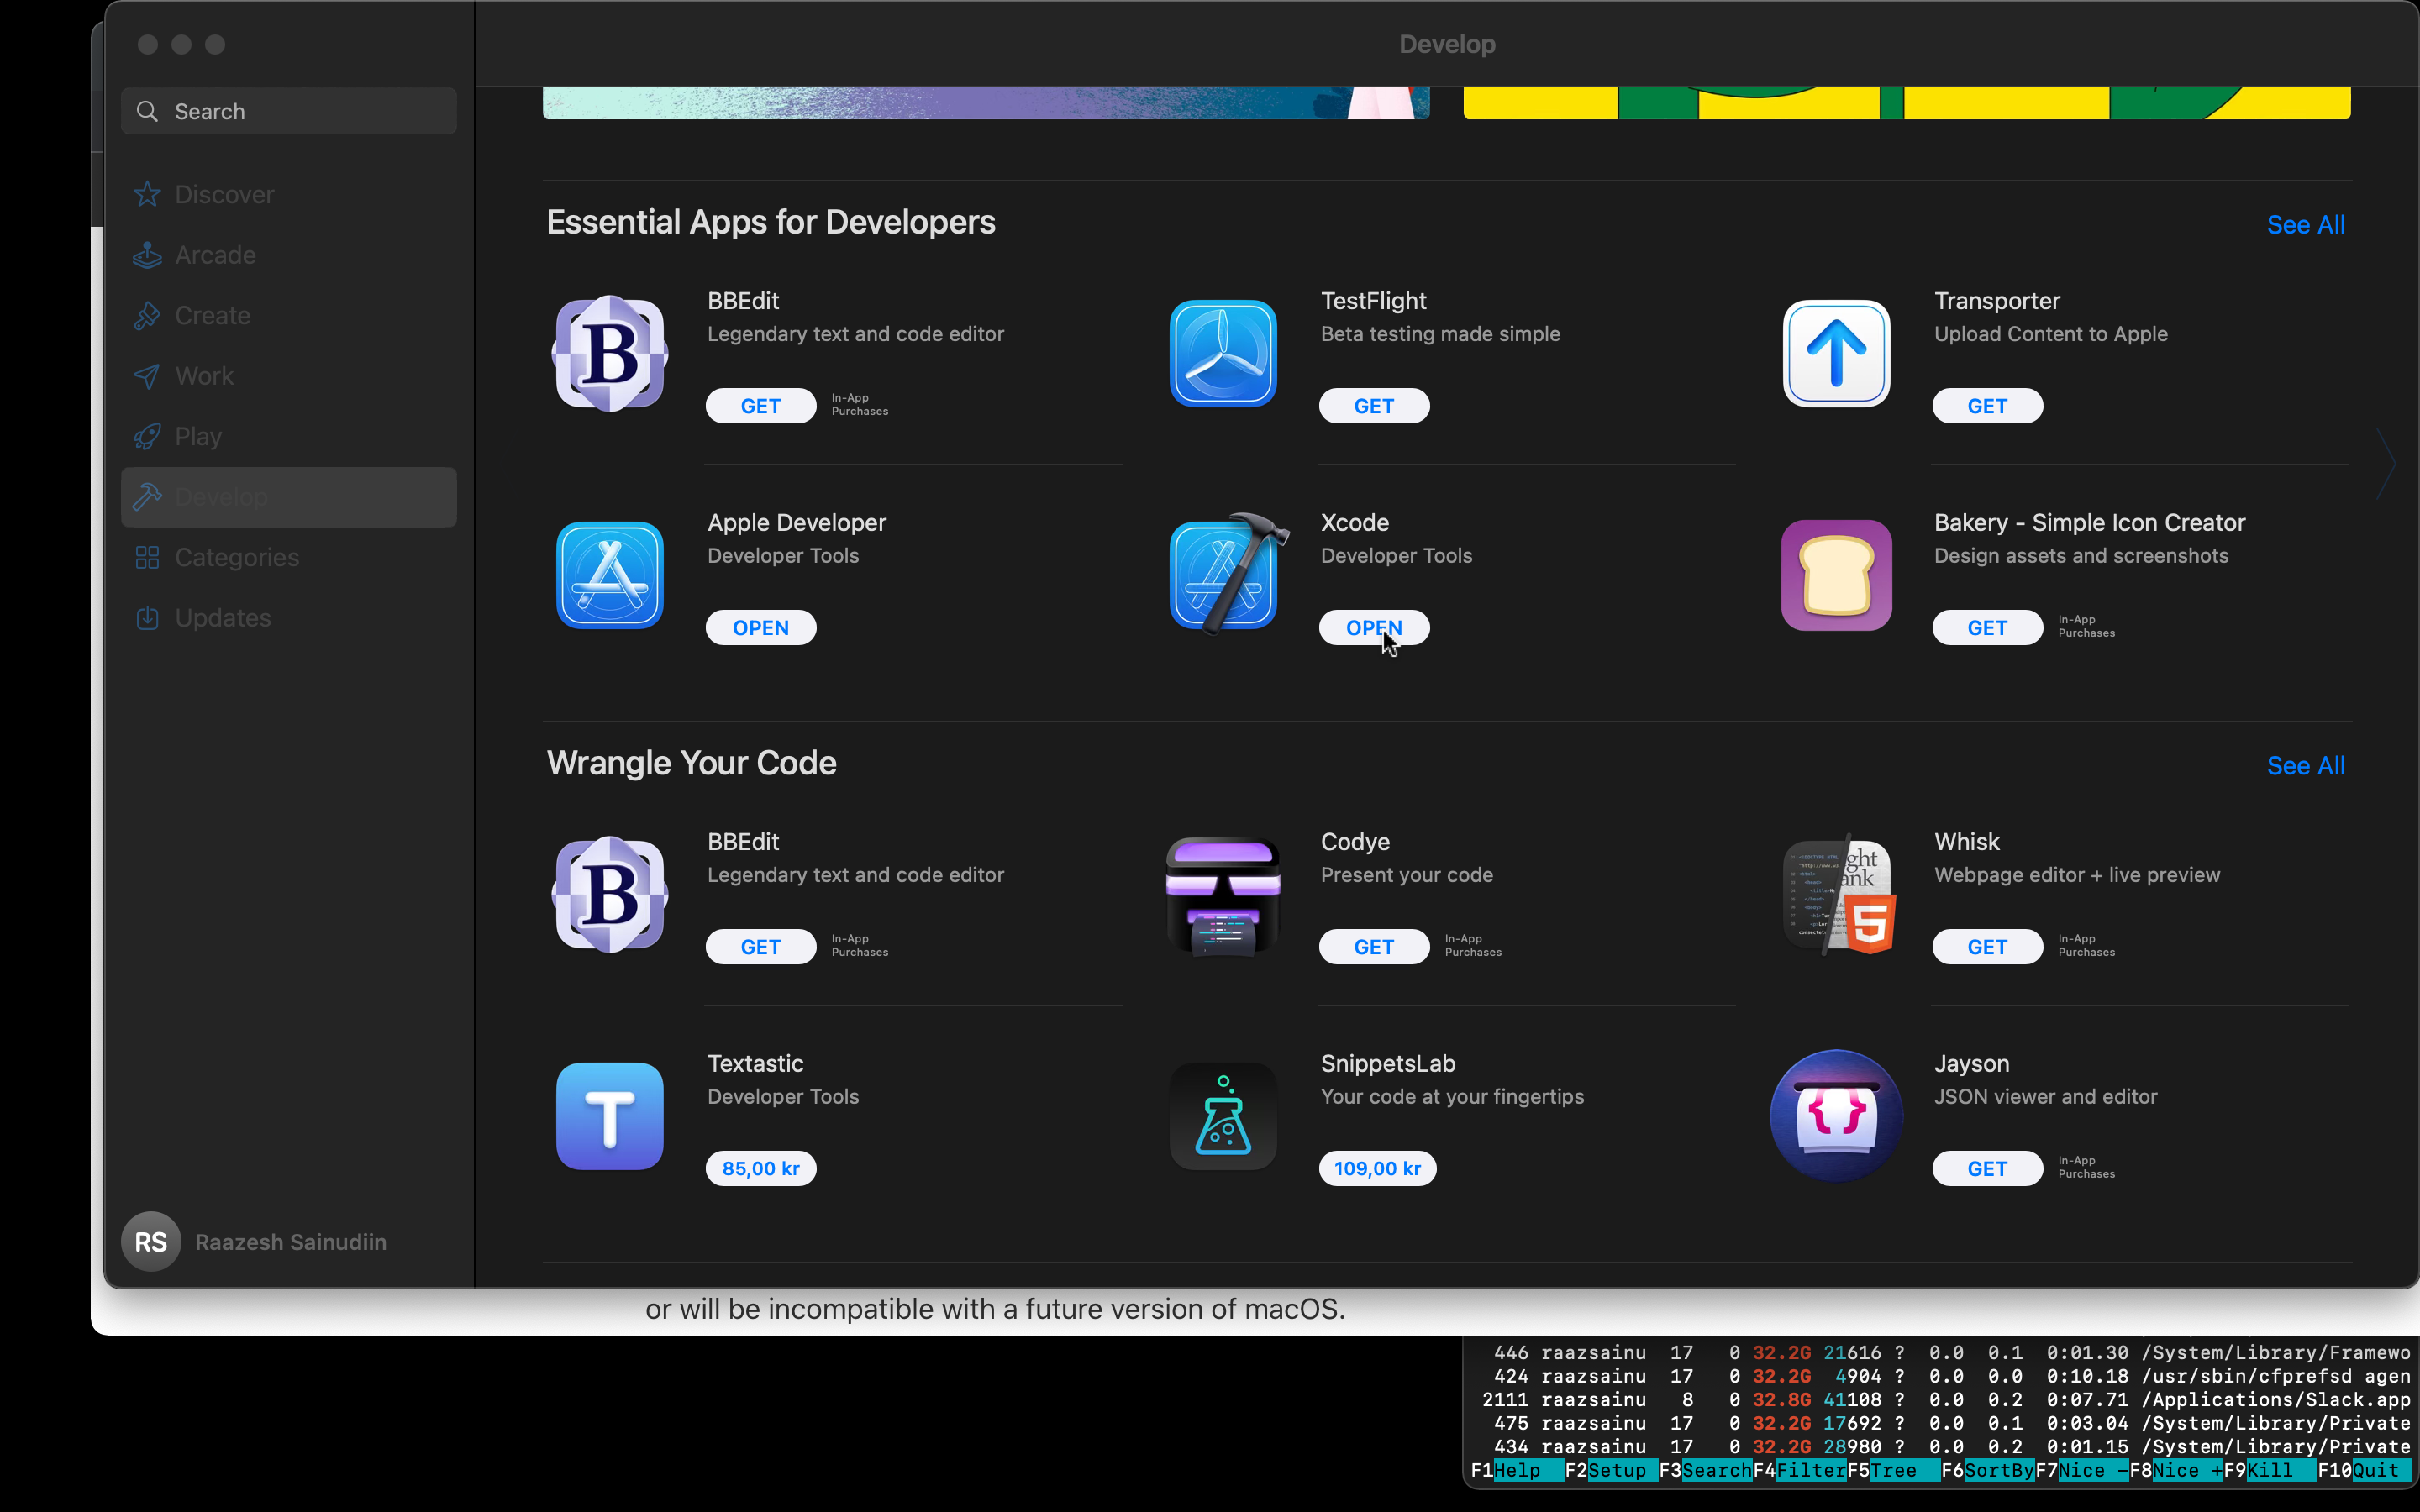 Develop
Search
Discover
Arcade
Create
Work
Play
Develop
Categories
Updates
RS Raazesh Sainudiin
Essential Apps for Developers
See All
BBEdit
Legendary text and code editor
GET
In-App
Purchases
TestFlight
Beta testing made simple
GET
Transporter
Upload Content to Apple
GET
Apple Developer
Developer Tools
OPEN
Xcode
Developer Tools
OPEN
Bakery - Simple Icon Creator
Design assets and screenshots
GET
In-App
Purchases
Wrangle Your Code
See All
B
BBEdit
Legendary text and code editor
GET
In-App
Purchases
Codye
Present your code
GET
In-App
Purchases
Whisk
Webpage editor + live preview
GET
In-App
Purchases
T
Textastic
Developer Tools
85,00 kr
SnippetsLab
Your code at your fingertips
109,00 kr
{}
Jayson
JSON viewer and editor
GET
In-App
Purchases
or will be incompatible with a future version of macOS.
446 raazsainu 17 0 32.2G 21616 ? 0.0 0.1 0:01.30 /System/Library/Framewo
424 raazsainu 17 0 32.2G 4904 ? 0.0 0.0 0:10.18 /usr/sbin/cfprefsd agen
2111 raazsainu 8 0 32.8G 41108 ? 0.0 0.2 0:07.71 /Applications/Slack.app
475 raazsainu 17 0 32.2G 17692 ? 0.0 0.1 0:03.04 /System/Library/Private
434 raazsainu 17 0 32.2G 28980 ? 0.0 0.2 0:01.15 /System/Library/Private
F1Help F2Setup F3SearchF4FilterF5Tree F6SortByF7Nice -F8Nice +F9Kill F10Quit